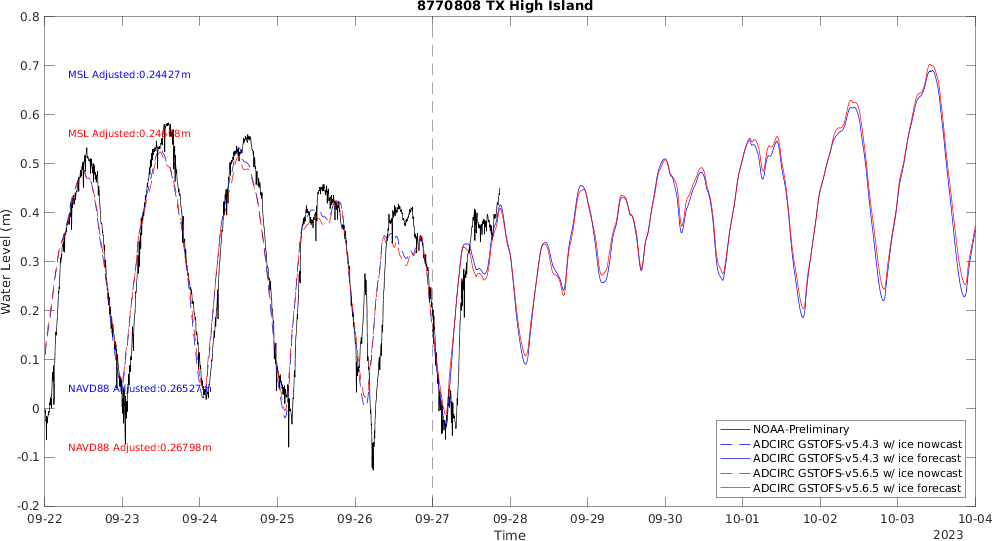 8770808 TX High Island
Water Level (m)
0.8
0.7
0.6
0.5
0.4
0.3
0.2
0.1
0
-0.1
-0.2
MSL Adjusted:0.24427m
MSL Adjusted:
NAVD88 Adjusted:0.26527m
NAVD88 Adjusted:0.26798m
NOAA-Preliminary
ADCIRC GSTOFS-v5.4.3 w/ ice nowcast
ADCIRC GSTOFS-v5.4.3 w/ ice forecast
ADCIRC GSTOFS-v5.6.5 w/ ice nowcast
ADCIRC GSTOFS-v5.6.5 w/ ice forecast
09-22 09-23 09-24 09-25 09-26 09-27 09-28 09-29 09-30 10-01 10-02 10-03 10-04
Time
2023